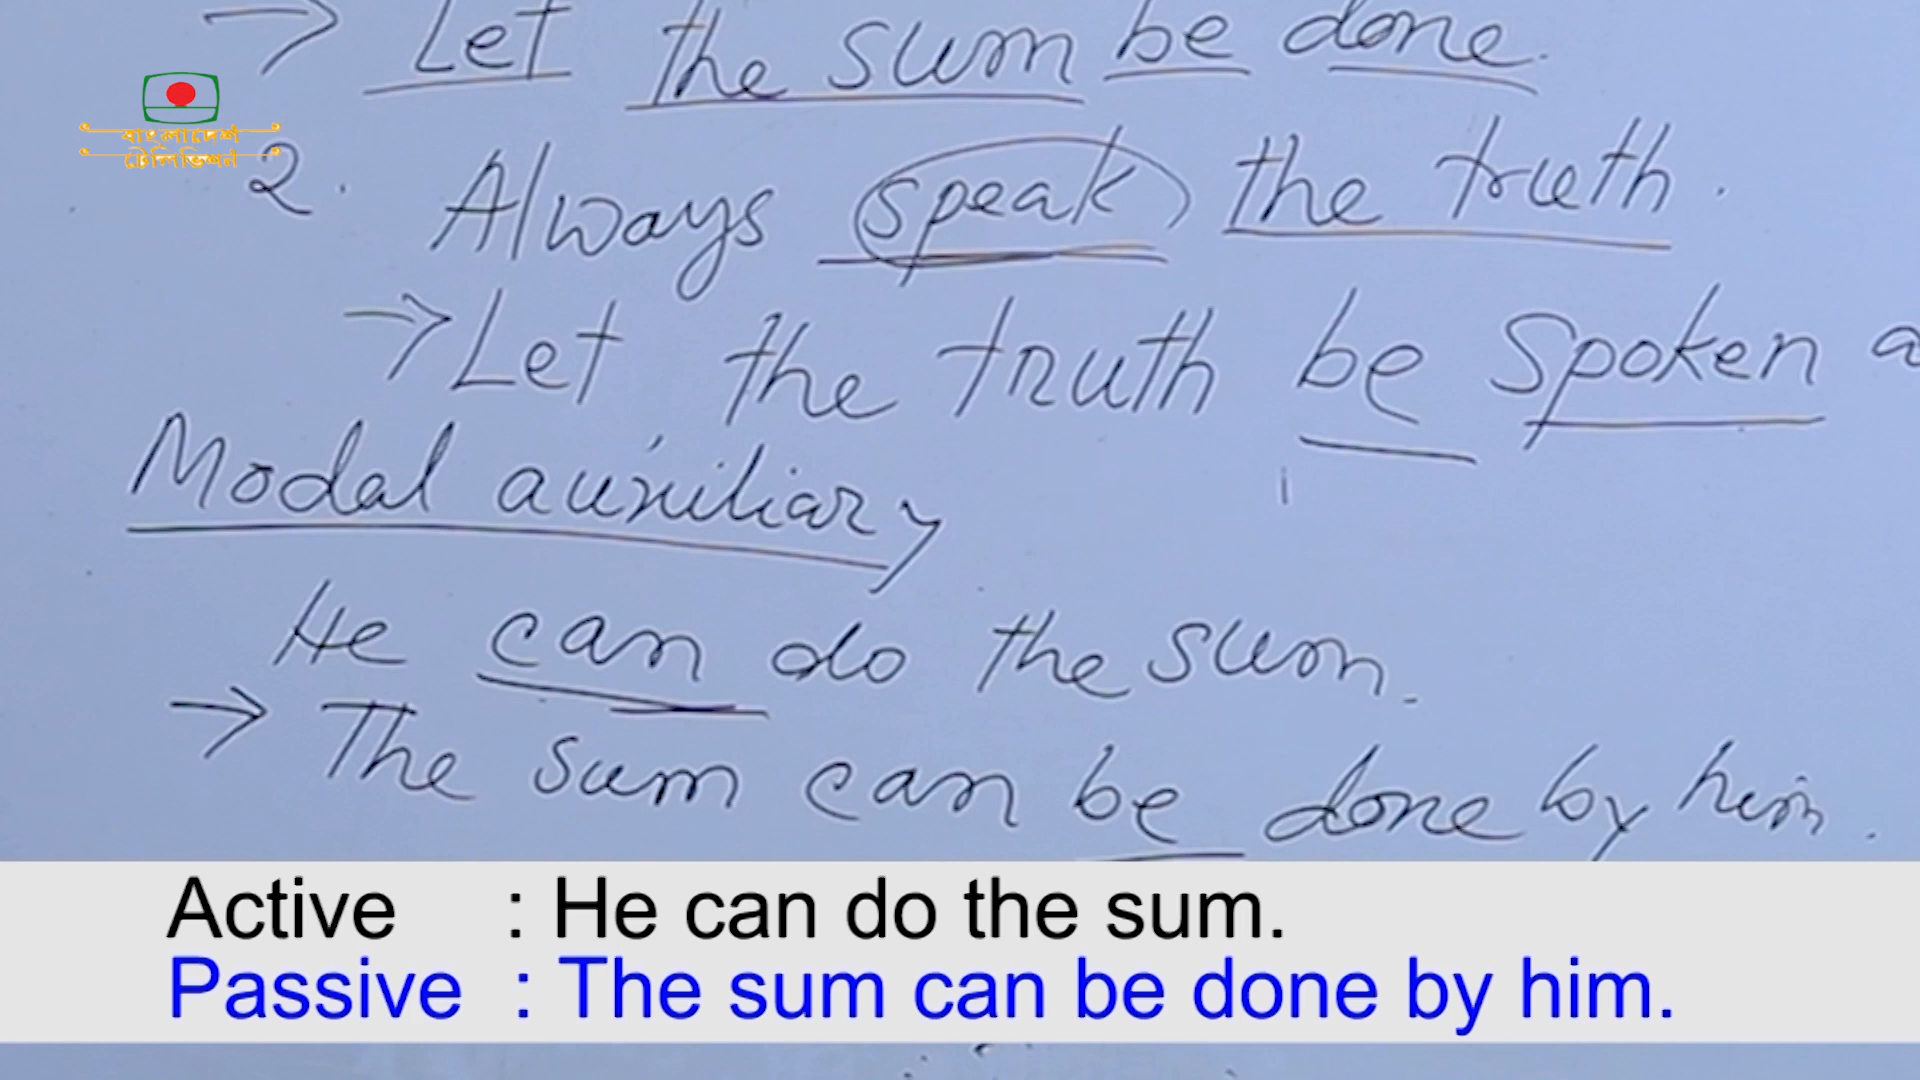 → Let the sum be done.
বাংলাদেশ
টেলিভিশন
2. Always speak the truth.
→ Let the truth be spoken a
Modal auxiliary
He can do the sum.
→ The sum can be done by him.
Active : He can do the sum.
Passive : The sum can be done by him.